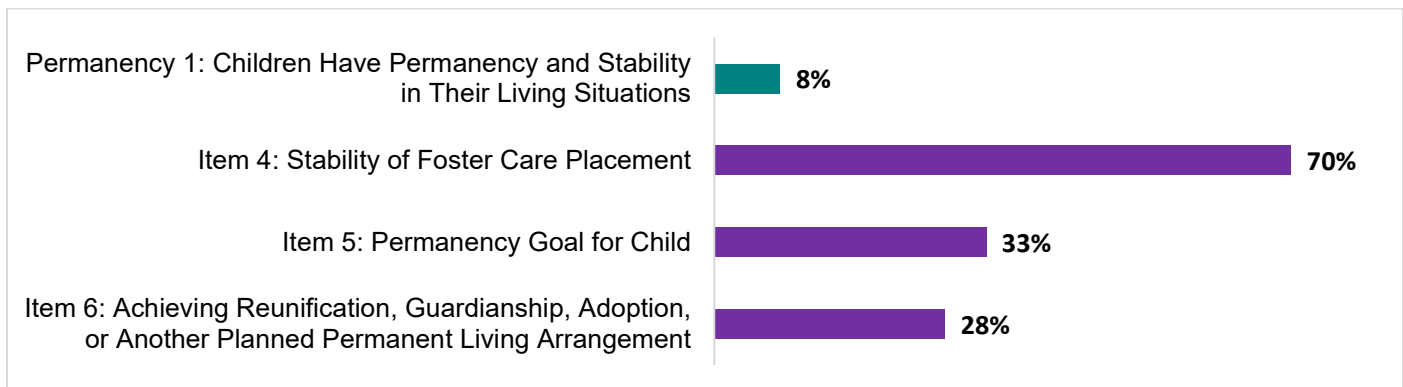 Permanency 1: Children Have Permanency and Stability
in Their Living Situations
8%
Item 4: Stability of Foster Care Placement
70%
Item 5: Permanency Goal for Child
33%
Item 6: Achieving Reunification, Guardianship, Adoption,
or Another Planned Permanent Living Arrangement
28%